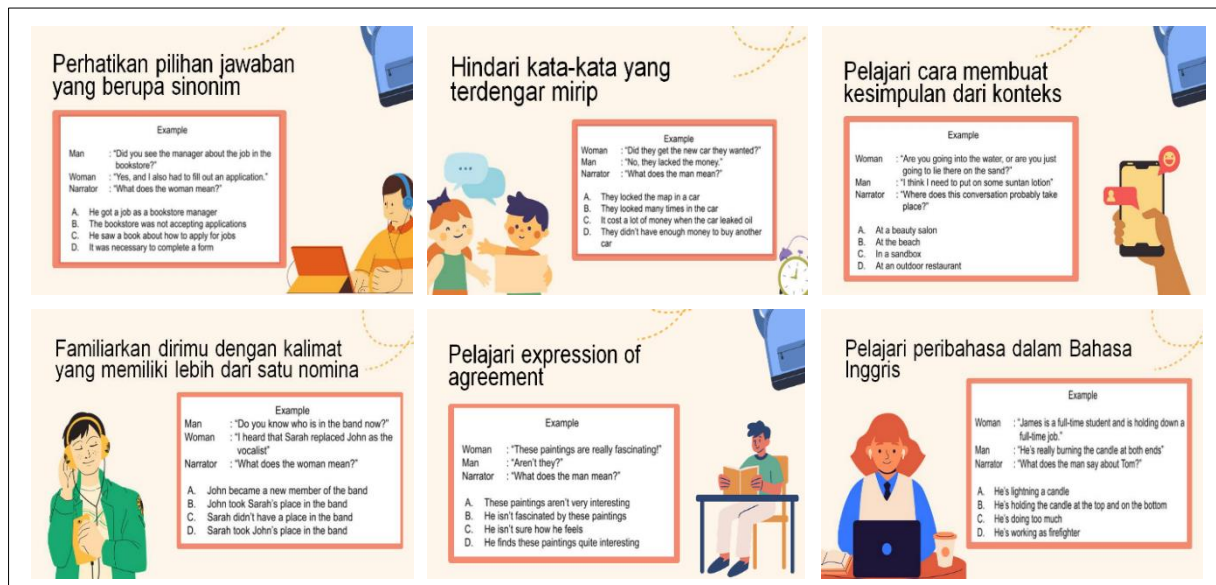 Perhatikan pilihan jawaban
yang berupa sinonim
Example
Man : “Did you see the manager about the job in the
bookstore?”
Woman : “Yes, and I also had to fill out an application.”
Narrator : “What does the woman mean?”
A. He got a job as a bookstore manager
B. The bookstore was not accepting applications
C. He saw a book about how to apply for jobs
D. It was necessary to complete a form
Hindari kata-kata yang
terdengar mirip
Example
Woman : “Did they get the new car they wanted?”
Man : “No, they lacked the money.”
Narrator : “What does the man mean?”
A. They locked the map in a car
B. They looked many times in the car
C. It cost a lot of money when the car leaked oil
D. They didn’t have enough money to buy another
car
Pelajari cara membuat
kesimpulan dari konteks
Example
Woman : “Are you going into the water, or are you just
going to lie there on the sand?”
Man : “I think I need to put on some suntan lotion”
Narrator : “Where does this conversation probably take
place?”
A. At a beauty salon
B. At the beach
C. In a sandbox
D. At an outdoor restaurant
Familiarkan dirimu dengan kalimat
yang memiliki lebih dari satu nomina
Example
Man : “Do you know who is in the band now?”
Woman : “I heard that Sarah replaced John as the
vocalist”
Narrator : “What does the woman mean?”
A. John became a new member of the band
B. John took Sarah’s place in the band
C. Sarah didn’t have a place in the band
D. Sarah took John’s place in the band
Pelajari expression of
agreement
Example
Woman : “These paintings are really fascinating!”
Man : “Aren’t they?”
Narrator : “What does the man mean?”
A. These paintings aren’t very interesting
B. He isn’t fascinated by these paintings
C. He isn’t sure how he feels
D. He finds these paintings quite interesting
Pelajari peribahasa dalam Bahasa
Inggris
Example
Woman : “James is a full-time student and is holding down a
full-time job.”
Man : “He’s really burning the candle at both ends”
Narrator : “What does the man say about Tom?”
A. He’s lightning a candle
B. He’s holding the candle at the top and on the bottom
C. He’s doing too much
D. He’s working as firefighter